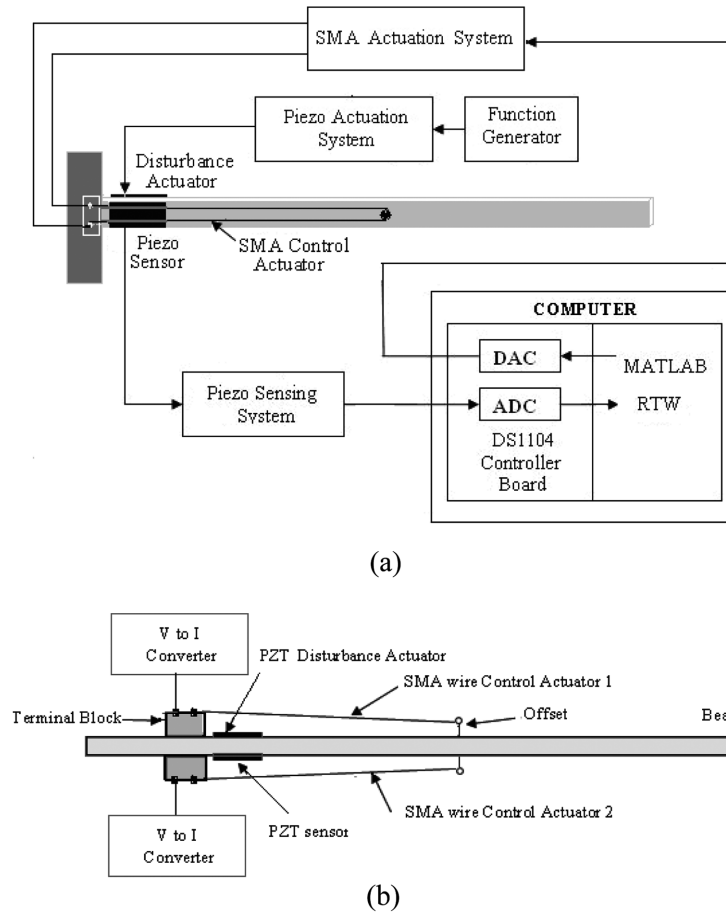 SMA Actuation System
Piezo Actuation
System
Function
Generator
Disturbance
Actuator
Piezo
Sensor
SMA Control
Actuator
COMPUTER
DAC
MATLAB
Piezo Sensing
System
ADC
RTW
DS1104
Controller
Board
(a)
V to I
Converter
PZT Disturbance Actuator
SMA wire Control Actuator 1
Terminal Block
Offset
Bea
SMA wire Control Actuator 2
PZT sensor
V to I
Converter
(b)